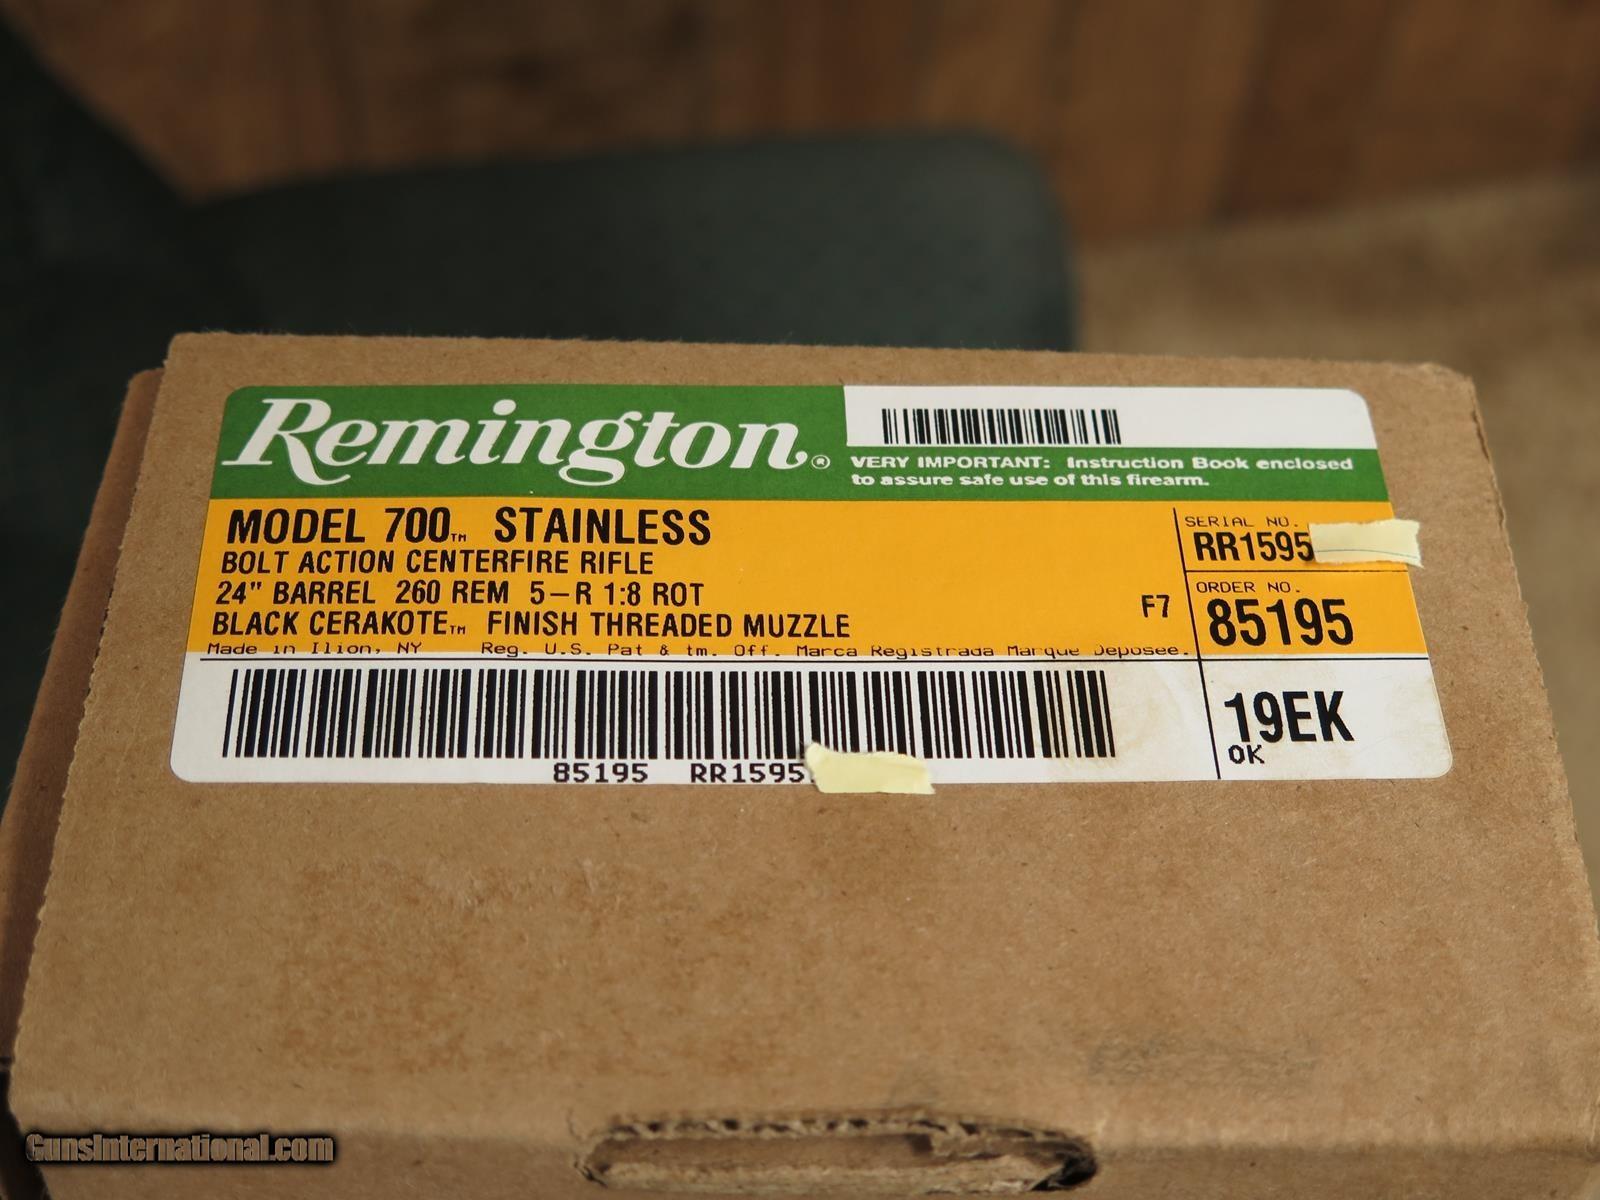 Remington®
VERY IMPORTANT: Instruction Book enclosed
to assure safe use of this firearm.
MODEL 700™ STAINLESS
BOLT ACTION CENTERFIRE RIFLE
24" BARREL 260 REM 5-R 1:8 ROT
BLACK CERAKOTE™ FINISH THREADED MUZZLE
F7
Made in Ilion, NY Reg. U.S. Pat & tm. Off. Marca Registrada Marque Deposee.
SERIAL NO.
RR1595
ORDER NO.
85195
19EK
OK
85195 RR1595
GunsInternational.com